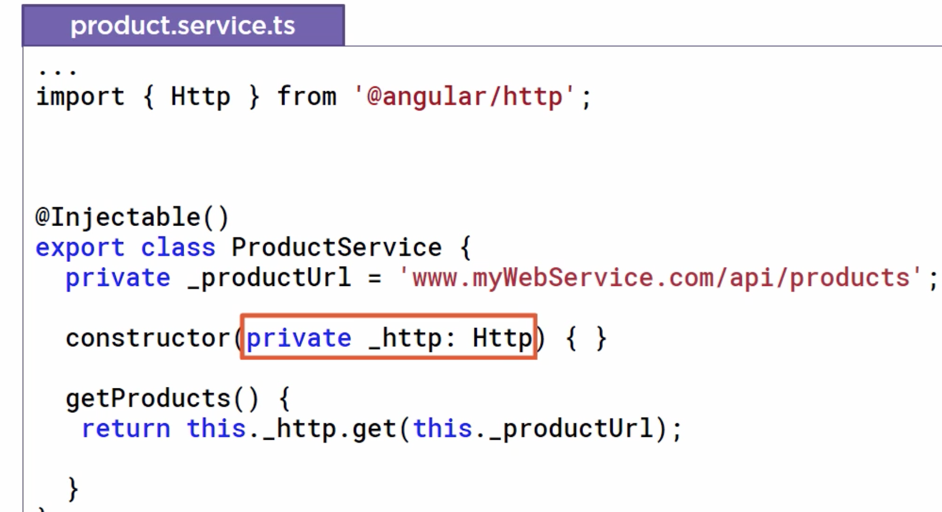 product.service.ts
...
import { Http } from '@angular/http';
@Injectable()
export class ProductService {
private _productUrl = 'www.myWebService.com/api/products';
constructor(private _http: Http) { }
getProducts() {
return this._http.get(this._productUrl);
}